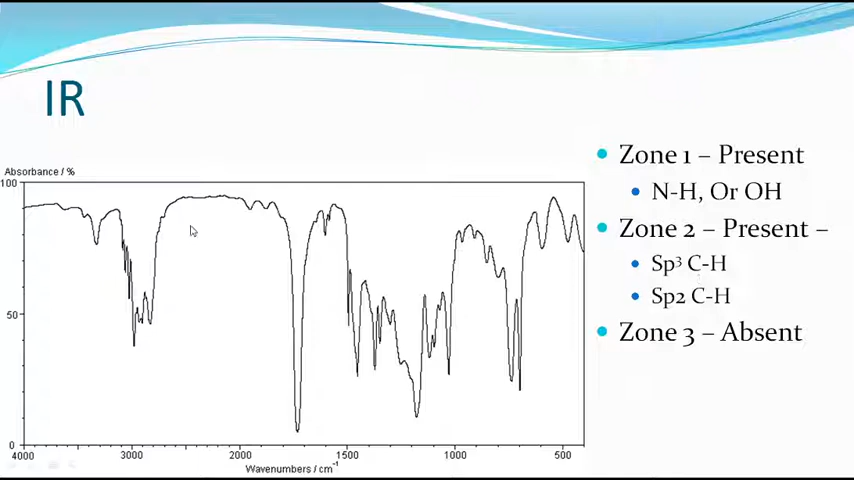 IR
Absorbance / %
100
50
0
4000
3000
2000
1500
1000
500
Wavenumbers / cm⁻¹
Zone 1 – Present
N-H, Or OH
Zone 2 – Present –
Sp³ C-H
Sp2 C-H
Zone 3 – Absent